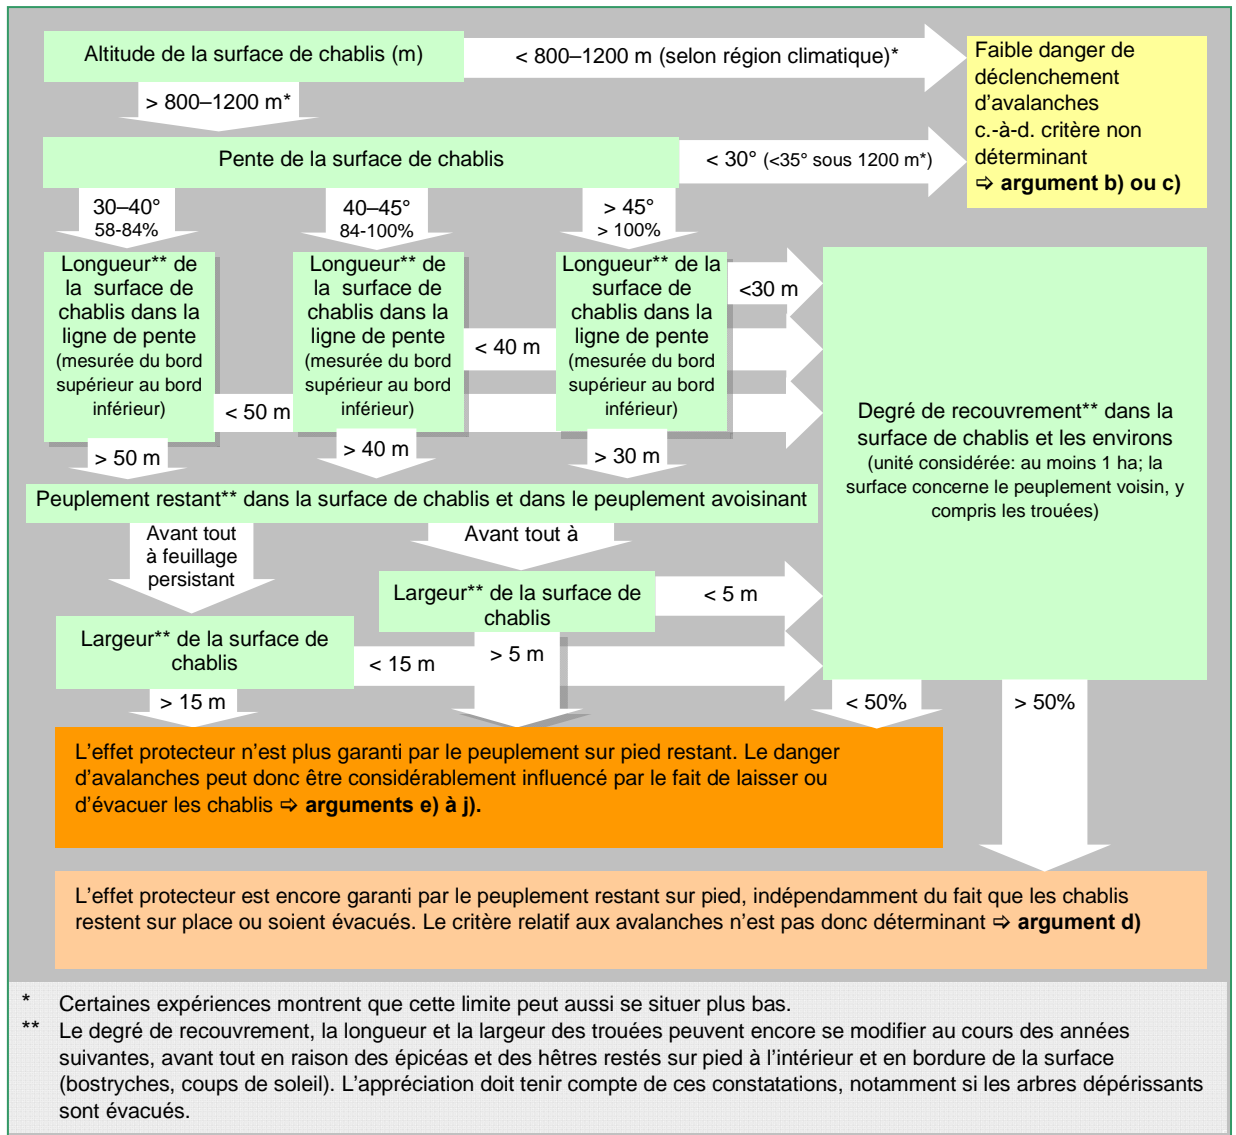 Altitude de la surface de chablis (m)
< 800–1200 m (selon région climatique)*
Faible danger de
déclenchement
d'avalanches
c.-à-d. critère non
déterminant
⇨ argument b) ou c)
> 800–1200 m*
Pente de la surface de chablis
< 30° (<35° sous 1200 m*)
30–40°
58-84%
40–45°
84-100%
> 45°
> 100%
Longueur** de
la surface de
chablis dans la
ligne de pente
(mesurée du bord
supérieur au bord
inférieur)
Longueur** de
la surface de
chablis dans la
ligne de pente
(mesurée du bord
supérieur au bord
inférieur)
Longueur** de la
surface de
chablis dans la
ligne de pente
(mesurée du bord
supérieur au bord
inférieur)
<30 m
< 40 m
< 50 m
Degré de recouvrement** dans la
surface de chablis et les environs
(unité considérée: au moins 1 ha; la
surface concerne le peuplement voisin, y
compris les trouées)
> 50 m
> 40 m
> 30 m
Peuplement restant** dans la surface de chablis et dans le peuplement avoisinant
Avant tout
à feuillage
persistant
Avant tout à
Largeur** de la surface de
chablis
< 5 m
Largeur** de la surface de
chablis
< 15 m
> 5 m
> 15 m
< 50%
> 50%
L'effet protecteur n'est plus garanti par le peuplement sur pied restant. Le danger
d'avalanches peut donc être considérablement influencé par le fait de laisser ou
d'évacuer les chablis ⇨ arguments e) à j).
L'effet protecteur est encore garanti par le peuplement restant sur pied, indépendamment du fait que les chablis
restent sur place ou soient évacués. Le critère relatif aux avalanches n'est pas donc déterminant ⇨ argument d)
* Certaines expériences montrent que cette limite peut aussi se situer plus bas.
** Le degré de recouvrement, la longueur et la largeur des trouées peuvent encore se modifier au cours des années
suivantes, avant tout en raison des épicéas et des hêtres restés sur pied à l'intérieur et en bordure de la surface
(bostryches, coups de soleil). L'appréciation doit tenir compte de ces constatations, notamment si les arbres dépérissants
sont évacués.